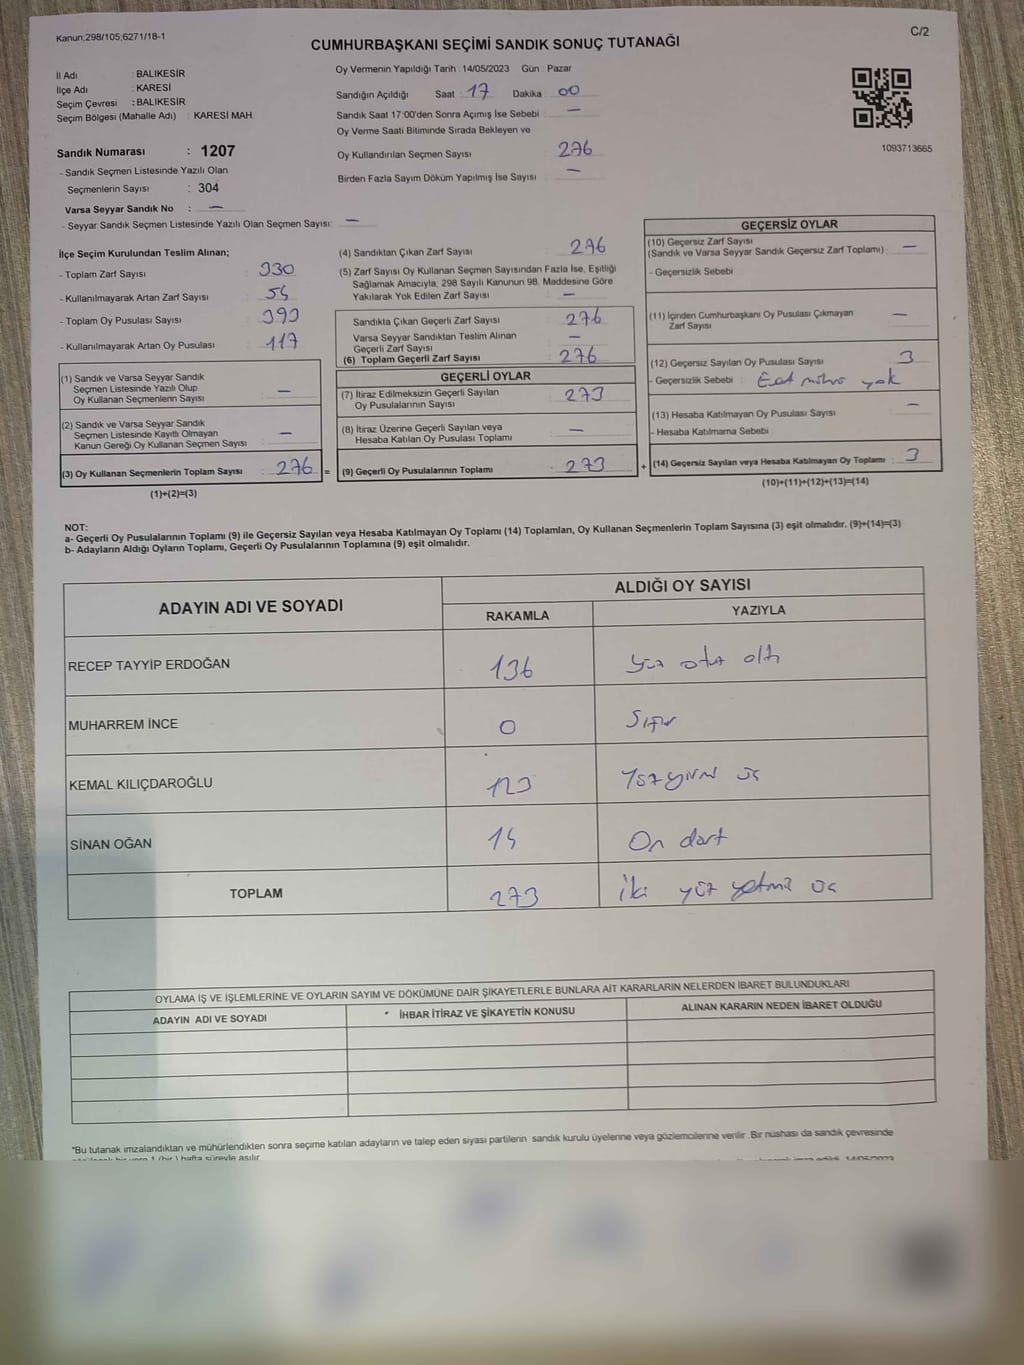 Kanun;298/105;6271/18-1
C/2
CUMHURBAŞKANI SEÇİMİ SANDIK SONUÇ TUTANAĞI
İl Adı : BALIKESİR
İlçe Adı : KARESİ
Seçim Çevresi : BALIKESİR
Seçim Bölgesi (Mahalle Adı) : KARESİ MAH.
Sandık Numarası : 1207
- Sandık Seçmen Listesinde Yazılı Olan
Seçmenlerin Sayısı : 304
Varsa Seyyar Sandık No : —
- Seyyar Sandık Seçmen Listesinde Yazılı Olan Seçmen Sayısı: —
Oy Vermenin Yapıldığı Tarih : 14/05/2023 Gün : Pazar
Sandığın Açıldığı Saat : 17 Dakika : 00
Sandık Saat 17:00'den Sonra Açımış İse Sebebi : —
Oy Verme Saati Bitiminde Sırada Bekleyen ve
Oy Kullandırılan Seçmen Sayısı : 276
Birden Fazla Sayım Döküm Yapılmış İse Sayısı : —
1093713665
İlçe Seçim Kurulundan Teslim Alınan;
- Toplam Zarf Sayısı : 330
- Kullanılmayarak Artan Zarf Sayısı : 54
- Toplam Oy Pusulası Sayısı : 393
- Kullanılmayarak Artan Oy Pusulası : 117
(1) Sandık ve Varsa Seyyar Sandık
Seçmen Listesinde Yazılı Olup
Oy Kullanan Seçmenlerin Sayısı : —
(2) Sandık ve Varsa Seyyar Sandık
Seçmen Listesinde Kayıtlı Olmayan
Kanun Gereği Oy Kullanan Seçmen Sayısı : —
(3) Oy Kullanan Seçmenlerin Toplam Sayısı : 276 =
(1)+(2)=(3)
(4) Sandıktan Çıkan Zarf Sayısı : 276
(5) Zarf Sayısı Oy Kullanan Seçmen Sayısından Fazla İse, Eşitliği
Sağlamak Amacıyla; 298 Sayılı Kanunun 98. Maddesine Göre
Yakılarak Yok Edilen Zarf Sayısı : —
Sandıkta Çıkan Geçerli Zarf Sayısı : 276
Varsa Seyyar Sandıktan Teslim Alınan
Geçerli Zarf Sayısı : —
(6) Toplam Geçerli Zarf Sayısı : 276
GEÇERLİ OYLAR
(7) İtiraz Edilmeksizin Geçerli Sayılan
Oy Pusulalarının Sayısı : 273
(8) İtiraz Üzerine Geçerli Sayılan veya
Hesaba Katılan Oy Pusulası Toplamı : —
(9) Geçerli Oy Pusulalarının Toplamı : 273 +
GEÇERSİZ OYLAR
(10) Geçersiz Zarf Sayısı
(Sandık ve Varsa Seyyar Sandık Geçersiz Zarf Toplamı) : —
- Geçersizlik Sebebi
(11) İçinden Cumhurbaşkanı Oy Pusulası Çıkmayan
Zarf Sayısı : —
(12) Geçersiz Sayılan Oy Pusulası Sayısı : 3
- Geçersizlik Sebebi : yok
(13) Hesaba Katılmayan Oy Pusulası Sayısı : —
- Hesaba Katılmama Sebebi
(14) Geçersiz Sayılan veya Hesaba Katılmayan Oy Toplamı : 3
(10)+(11)+(12)+(13)=(14)
NOT:
a- Geçerli Oy Pusulalarının Toplamı (9) ile Geçersiz Sayılan veya Hesaba Katılmayan Oy Toplamı (14) Toplamları, Oy Kullanan Seçmenlerin Toplam Sayısına (3) eşit olmalıdır. (9)+(14)=(3)
b- Adayların Aldığı Oyların Toplamı, Geçerli Oy Pusulalarının Toplamına (9) eşit olmalıdır.
ADAYIN ADI VE SOYADI
ALDIĞI OY SAYISI
RAKAMLA YAZIYLA
RECEP TAYYİP ERDOĞAN 136 yüz otuz altı
MUHARREM İNCE 0 Sıfır
KEMAL KILIÇDAROĞLU 123 Yüz yirmi üç
SİNAN OĞAN 14 On dört
TOPLAM 273 iki yüz yetmiş üç
OYLAMA İŞ VE İŞLEMLERİNE VE OYLARIN SAYIM VE DÖKÜMÜNE DAİR ŞİKAYETLERLE BUNLARA AİT KARARLARIN NELERDEN İBARET BULUNDUKLARI
ADAYIN ADI VE SOYADI * İHBAR İTİRAZ VE ŞİKAYETİN KONUSU ALINAN KARARIN NEDEN İBARET OLDUĞU
*Bu tutanak imzalandıktan ve mühürlendikten sonra seçime katılan adayların ve talep eden siyasi partilerin sandık kurulu üyelerine veya gözlemcilerine verilir. Bir nüshası da sandık çevresinde